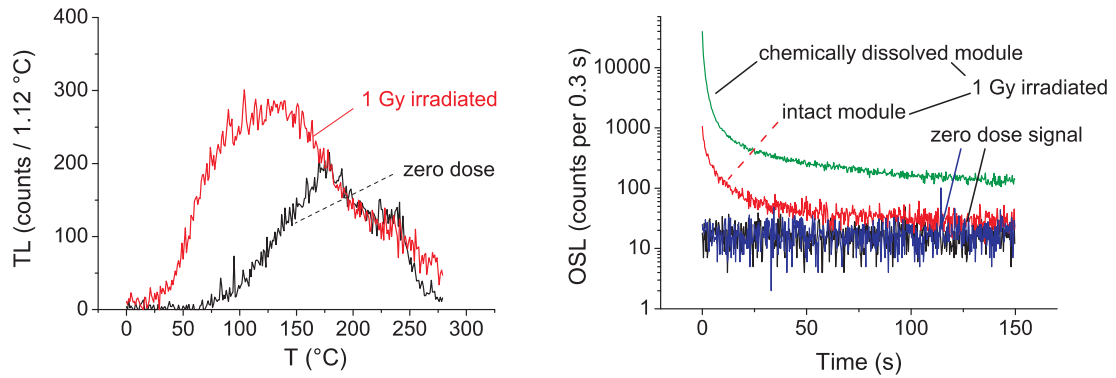 TL (counts / 1.12 °C)
400
300
200
100
0
1 Gy irradiated
zero dose
0 50 100 150 200 250 300
T (°C)
OSL (counts per 0.3 s)
10000
1000
100
10
1
chemically dissolved module
1 Gy irradiated
intact module
zero dose signal
0 50 100 150
Time (s)